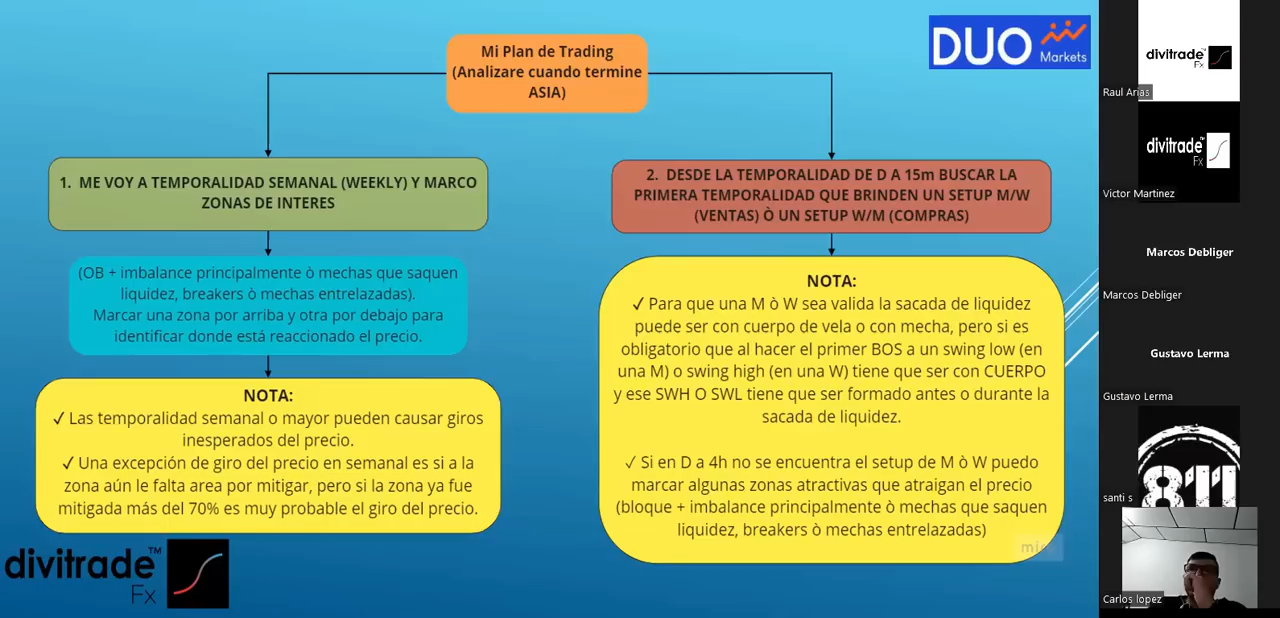 Mi Plan de Trading
(Analizare cuando termine
ASIA)
DUO
Markets
1. ME VOY A TEMPORALIDAD SEMANAL (WEEKLY) Y MARCO
ZONAS DE INTERES
(OB + imbalance principalmente ò mechas que saquen
liquidez, breakers ò mechas entrelazadas).
Marcar una zona por arriba y otra por debajo para
identificar donde está reaccionado el precio.
NOTA:
✓ Las temporalidad semanal o mayor pueden causar giros
inesperados del precio.
✓ Una excepción de giro del precio en semanal es si a la
zona aún le falta area por mitigar, pero si la zona ya fue
mitigada más del 70% es muy probable el giro del precio.
2. DESDE LA TEMPORALIDAD DE D A 15m BUSCAR LA
PRIMERA TEMPORALIDAD QUE BRINDEN UN SETUP M/W
(VENTAS) Ò UN SETUP W/M (COMPRAS)
NOTA:
✓ Para que una M ò W sea valida la sacada de liquidez
puede ser con cuerpo de vela o con mecha, pero si es
obligatorio que al hacer el primer BOS a un swing low (en
una M) o swing high (en una W) tiene que ser con CUERPO
y ese SWH O SWL tiene que ser formado antes o durante la
sacada de liquidez.
✓ Si en D a 4h no se encuentra el setup de M ò W puedo
marcar algunas zonas atractivas que atraigan el precio
(bloque + imbalance principalmente ò mechas que saquen
liquidez, breakers ò mechas entrelazadas)
divitrade™
Fx
divitrade™
Fx
Raul Arias
divitrade™
Fx
Victor Martinez
Marcos Debliger
Marcos Debliger
Gustavo Lerma
Gustavo Lerma
811
santi s
Carlos lopez